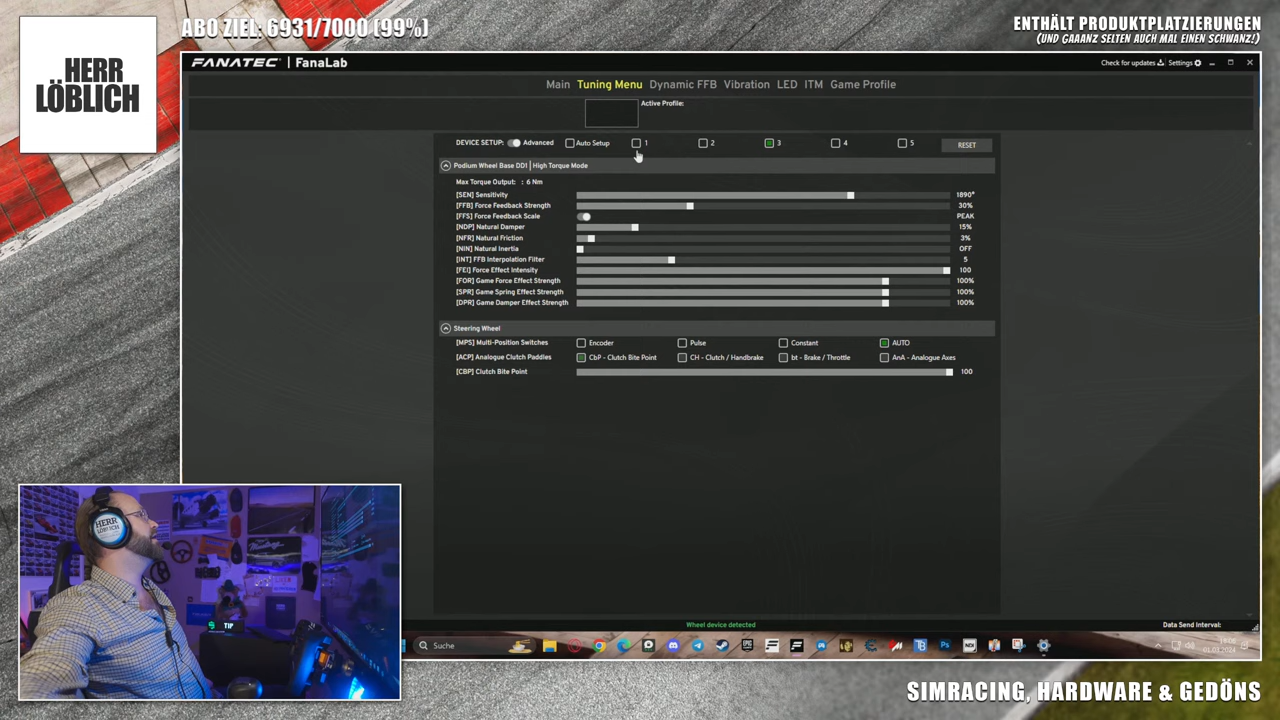 ABO ZIEL: 6931/7000 (99%)
ENTHÄLT PRODUKTPLATZIERUNGEN
(UND GAAANZ SELTEN AUCH MAL EINEN SCHWANZ!)
HERR
LÖBLICH
FANATEC | FanaLab
Check for updates
Settings
Main Tuning Menu Dynamic FFB Vibration LED ITM Game Profile
Active Profile:
DEVICE SETUP: Advanced Auto Setup 1 2 3 4 5 RESET
Podium Wheel Base DD1 | High Torque Mode
Max Torque Output: : 6 Nm
[SEN] Sensitivity 1890°
[FFB] Force Feedback Strength 30%
[FFS] Force Feedback Scale PEAK
[NDP] Natural Damper 15%
[NFR] Natural Friction 3%
[NIN] Natural Inertia OFF
[INT] FFB Interpolation Filter 5
[FEI] Force Effect Intensity 100
[FOR] Game Force Effect Strength 100%
[SPR] Game Spring Effect Strength 100%
[DPR] Game Damper Effect Strength 100%
Steering Wheel
[MPS] Multi-Position Switches Encoder Pulse Constant AUTO
[ACP] Analogue Clutch Paddles CbP - Clutch Bite Point CH - Clutch / Handbrake bt - Brake / Throttle AnA - Analogue Axes
[CBP] Clutch Bite Point 100
Wheel device detected
Data Send Interval:
Suche
01.03.2024
HERR
LÖBLICH
TIP
SIMRACING, HARDWARE & GEDÖNS